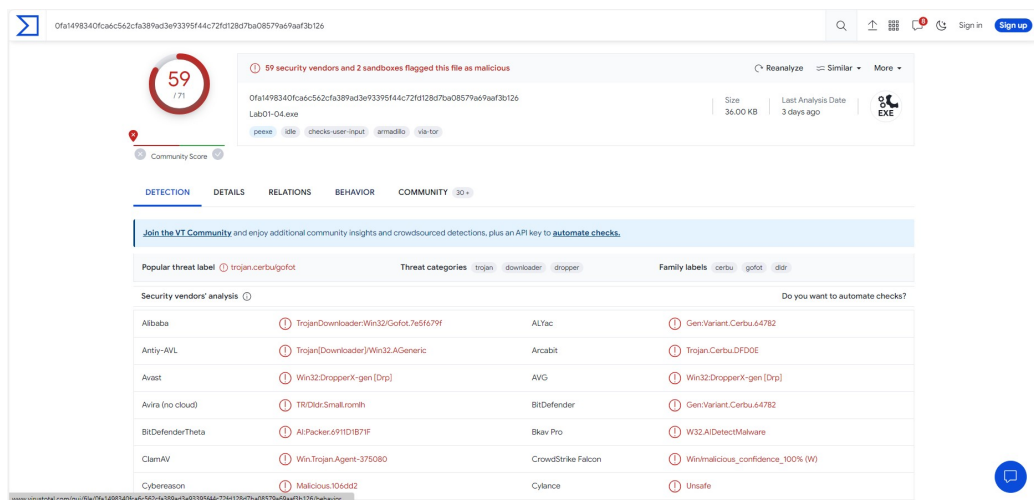 0fa1498340fca6c562cfa389ad3e93395f44c72fd128d7ba08579a69aaf3b126
8
Sign in
Sign up
59
/ 71
Community Score
59 security vendors and 2 sandboxes flagged this file as malicious
Reanalyze
Similar
More
0fa1498340fca6c562cfa389ad3e93395f44c72fd128d7ba08579a69aaf3b126
Lab01-04.exe
peexe idle checks-user-input armadillo via-tor
Size
36.00 KB
Last Analysis Date
3 days ago
EXE
DETECTION DETAILS RELATIONS BEHAVIOR COMMUNITY 30 +
Join the VT Community and enjoy additional community insights and crowdsourced detections, plus an API key to automate checks.
Popular threat label trojan.cerbu/gofot Threat categories trojan downloader dropper Family labels cerbu gofot dldr
Security vendors' analysis Do you want to automate checks?
Alibaba TrojanDownloader:Win32/Gofot.7e5f679f ALYac Gen:Variant.Cerbu.64782
Antiy-AVL Trojan[Downloader]/Win32.AGeneric Arcabit Trojan.Cerbu.DFD0E
Avast Win32:DropperX-gen [Drp] AVG Win32:DropperX-gen [Drp]
Avira (no cloud) TR/Dldr.Small.romlh BitDefender Gen:Variant.Cerbu.64782
BitDefenderTheta AI:Packer.6911D1B71F Bkav Pro W32.AIDetectMalware
ClamAV Win.Trojan.Agent-375080 CrowdStrike Falcon Win/malicious_confidence_100% (W)
Cybereason Malicious.106dd2 Cylance Unsafe
www.virustotal.com/gui/file/0fa1498340fca6c562cfa389ad3e93395f44c72fd128d7ba08579a69aaf3b126/behavior